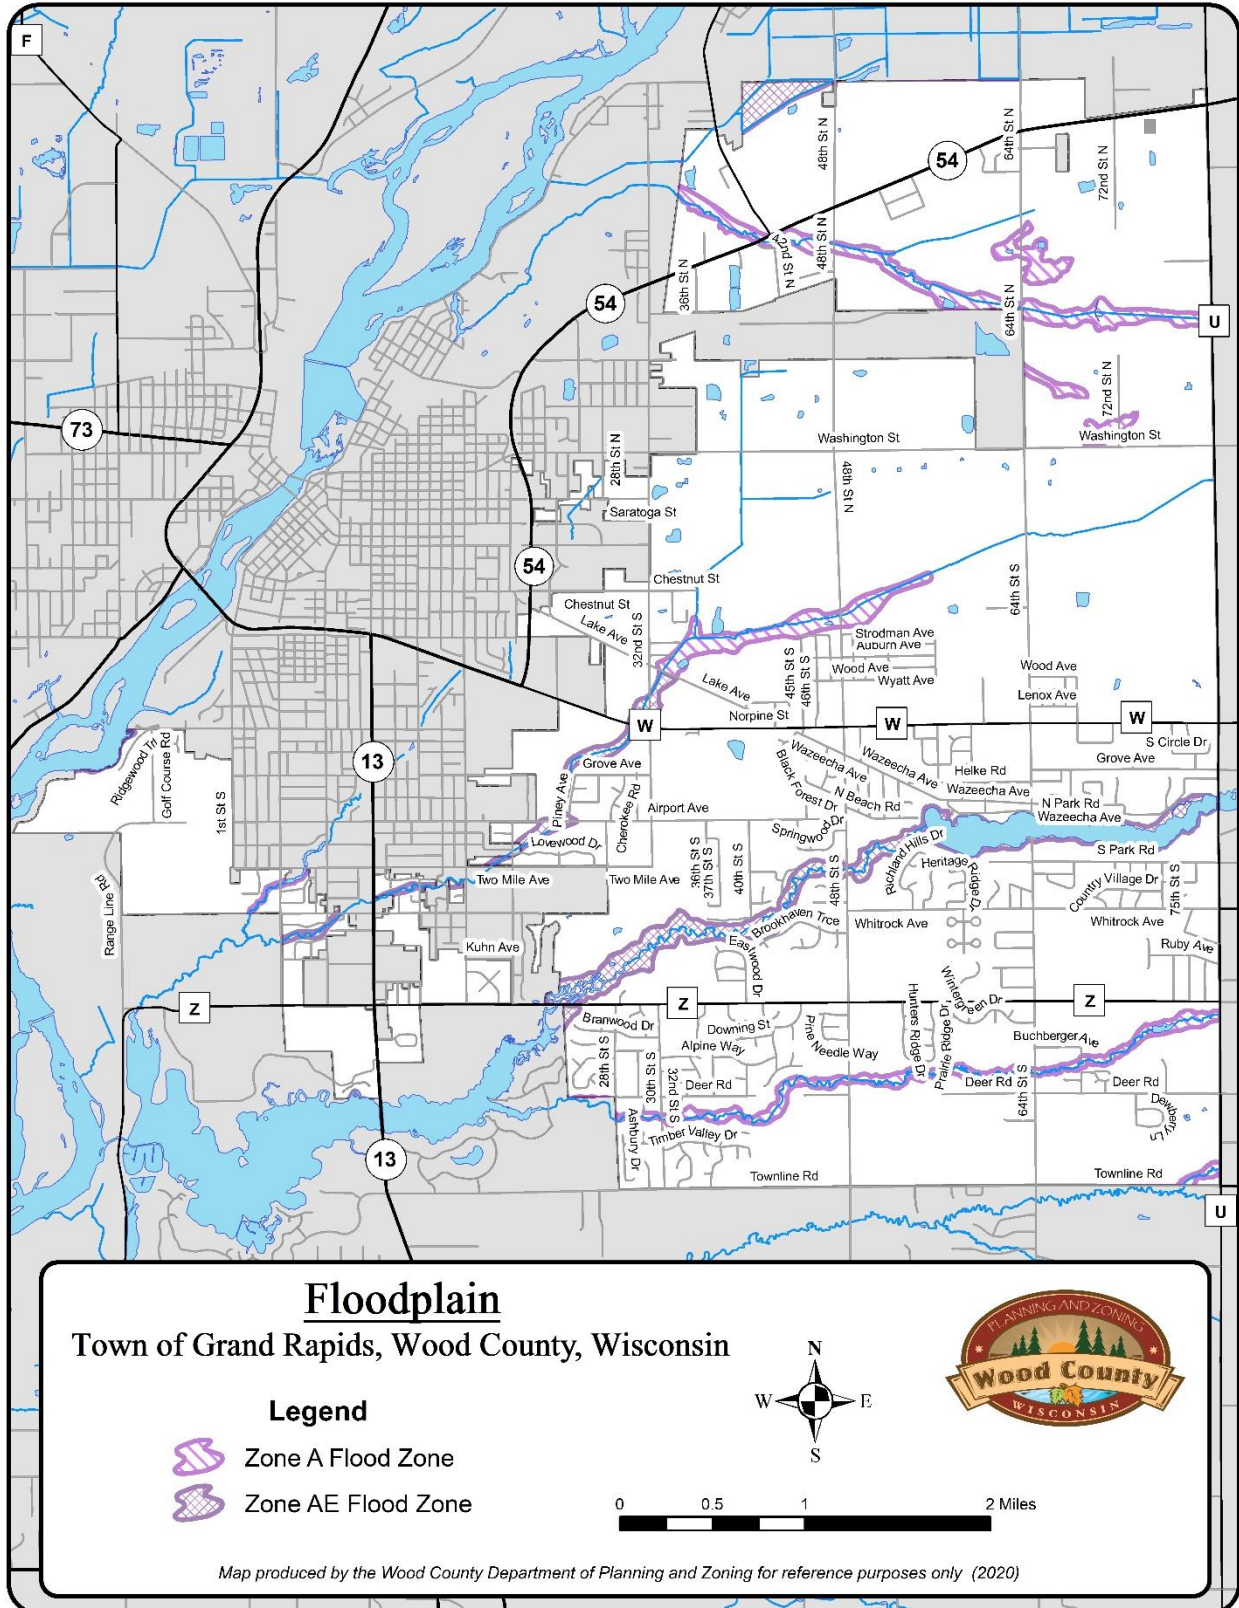 F
48th St N
64th St N
54
72nd St N
42nd St N
48th St N
36th St N
54
64th St N
U
72nd St N
73
Washington St
Washington St
28th St N
48th St N
Saratoga St
54
Chestnut St
64th St S
Chestnut St
Lake Ave
32nd St S
Strodman Ave
Auburn Ave
45th St S
46th St S
Wood Ave
Wood Ave
Wyatt Ave
Lake Ave
Lenox Ave
Norpine St
W
W
W
S Circle Dr
Ridgewood Trl
Golf Course Rd
13
Grove Ave
Wazeecha Ave
Wazeecha Ave
Grove Ave
Helke Rd
Black Forest Dr
Wazeecha Ave
1st St S
Piney Ave
Cherokee Rd
Airport Ave
N Beach Rd
N Park Rd
Wazeecha Ave
Lovewood Dr
Springwood Dr
Richland Hills Dr
S Park Rd
36th St S
37th St S
40th St S
48th St S
Heritage Ridge Dr
Two Mile Ave
Two Mile Ave
Country Village Dr
75th St S
Range Line Rd
Brookhaven Trce
Whitrock Ave
Whitrock Ave
Kuhn Ave
Eastwood Dr
Ruby Ave
Z
Z
Z
Wintergreen Dr
Branwood Dr
Downing St
Pine Needle Way
Hunters Ridge Dr
Prairie Ridge Dr
Buchberger Ave
28th St S
Alpine Way
30th St S
32nd St S
Deer Rd
Deer Rd
64th St S
Deer Rd
Dewberry Ln
Ashbury Dr
Timber Valley Dr
13
Townline Rd
Townline Rd
U
Floodplain
Town of Grand Rapids, Wood County, Wisconsin
Legend
Zone A Flood Zone
Zone AE Flood Zone
N
W
E
S
PLANNING AND ZONING
Wood County
WISCONSIN
0 0.5 1 2 Miles
Map produced by the Wood County Department of Planning and Zoning for reference purposes only (2020)